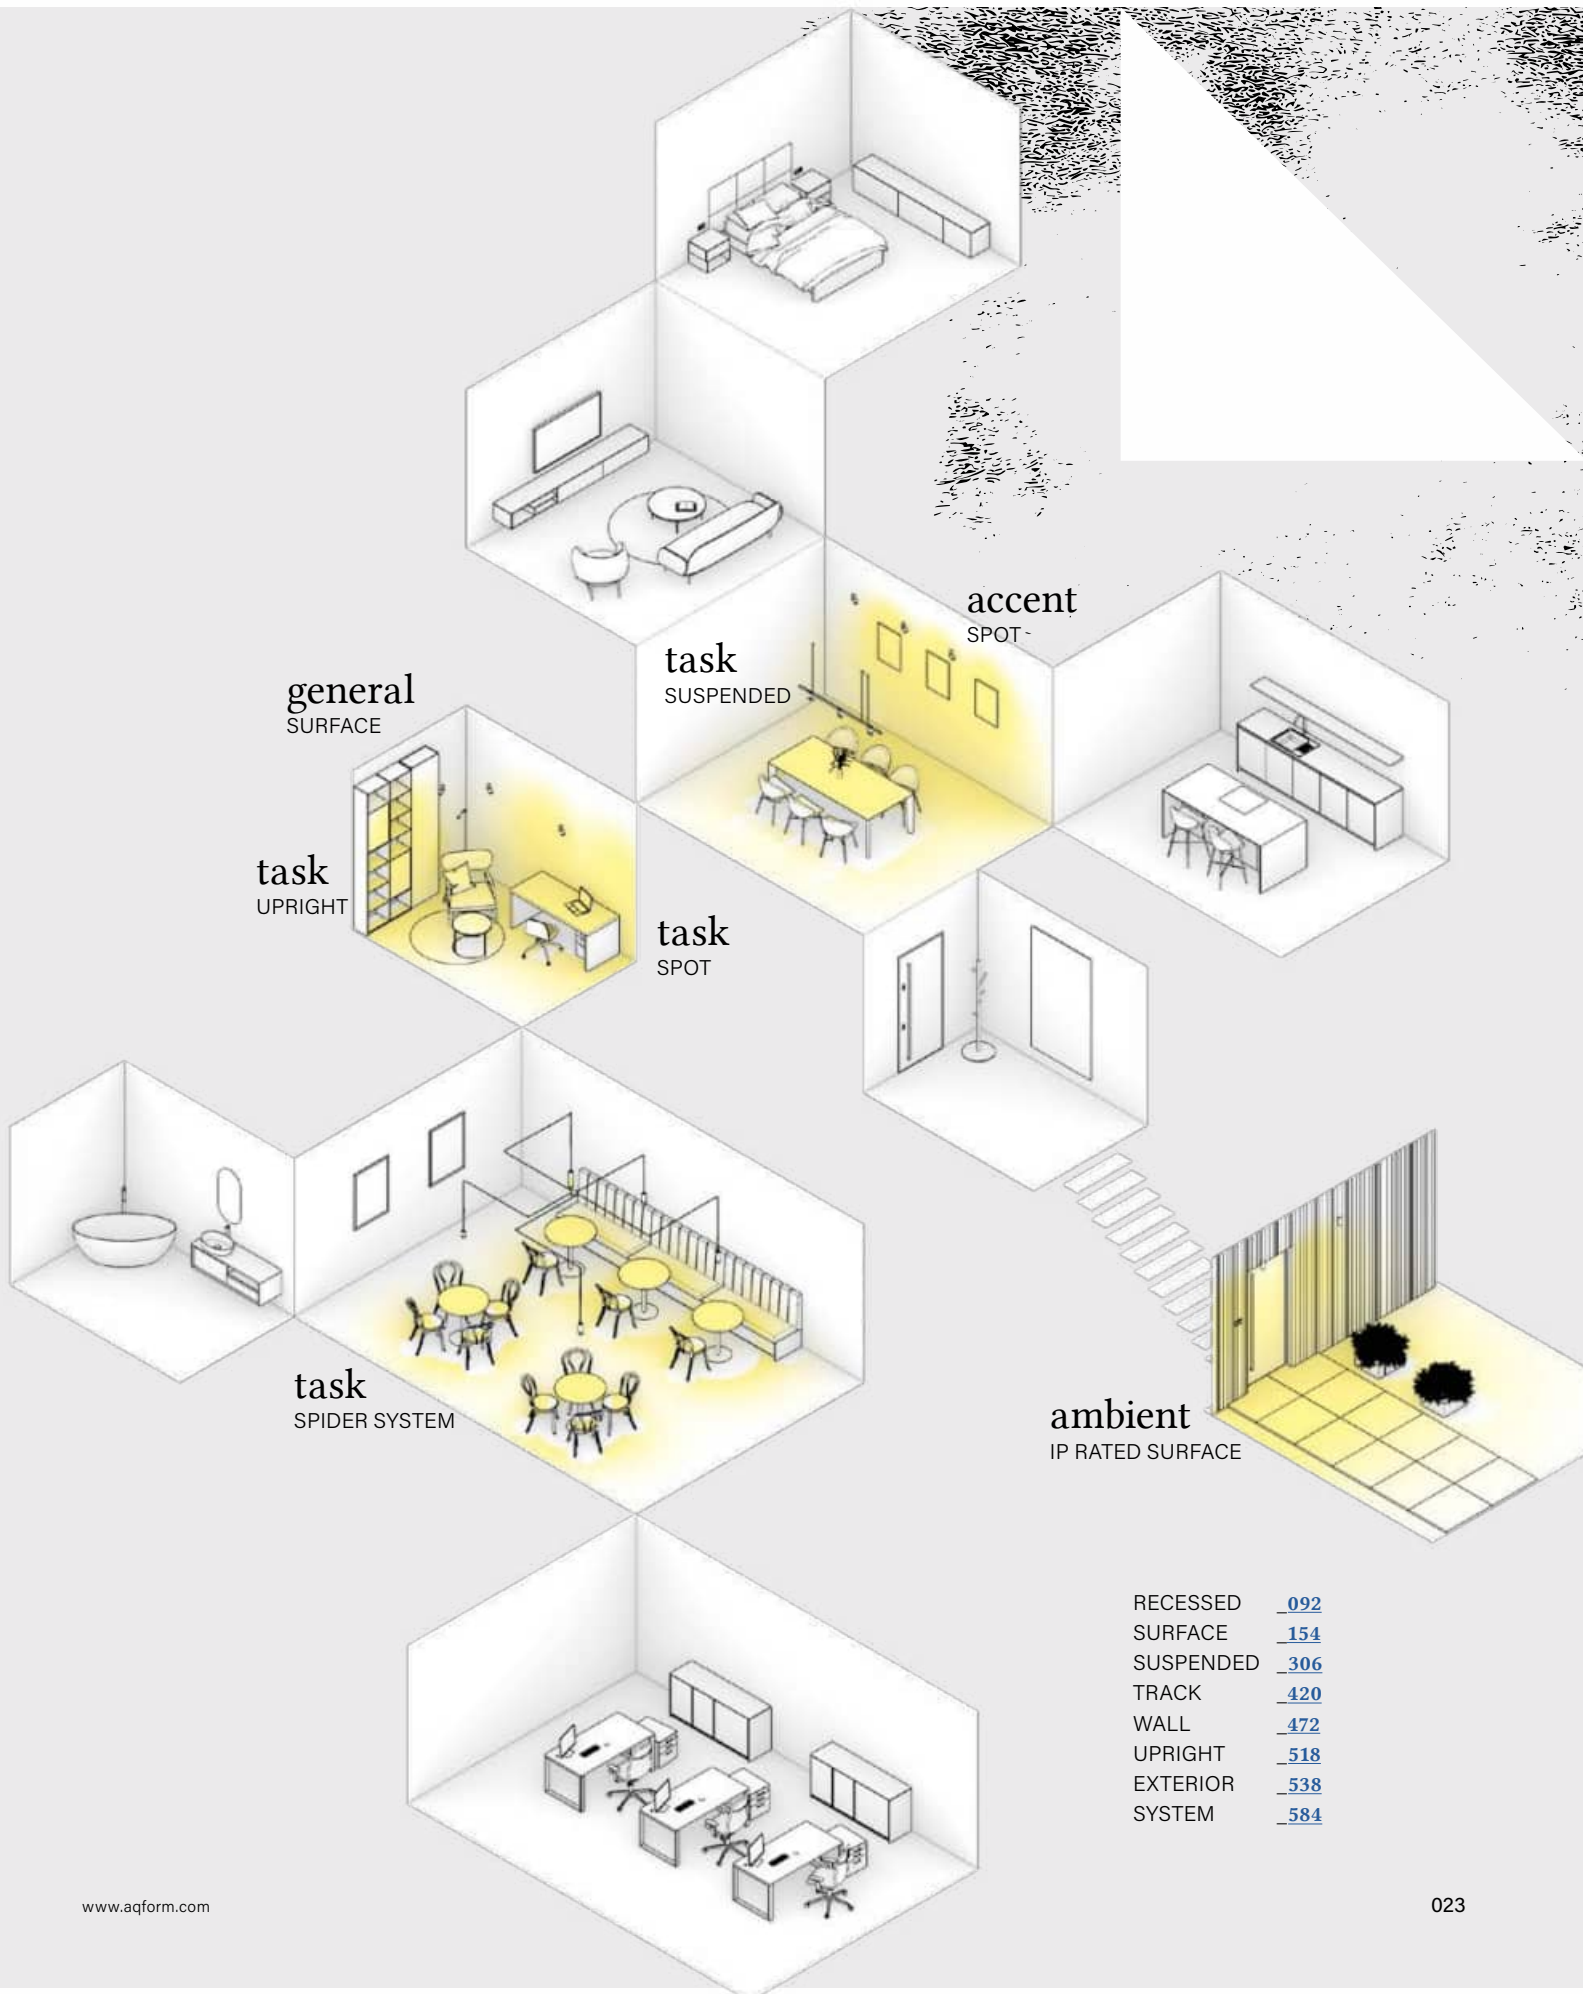 accent
SPOT
task
SUSPENDED
general
SURFACE
task
UPRIGHT
task
SPOT
task
SPIDER SYSTEM
ambient
IP RATED SURFACE
RECESSED _092
SURFACE _154
SUSPENDED _306
TRACK _420
WALL _472
UPRIGHT _518
EXTERIOR _538
SYSTEM _584
www.aqform.com
023